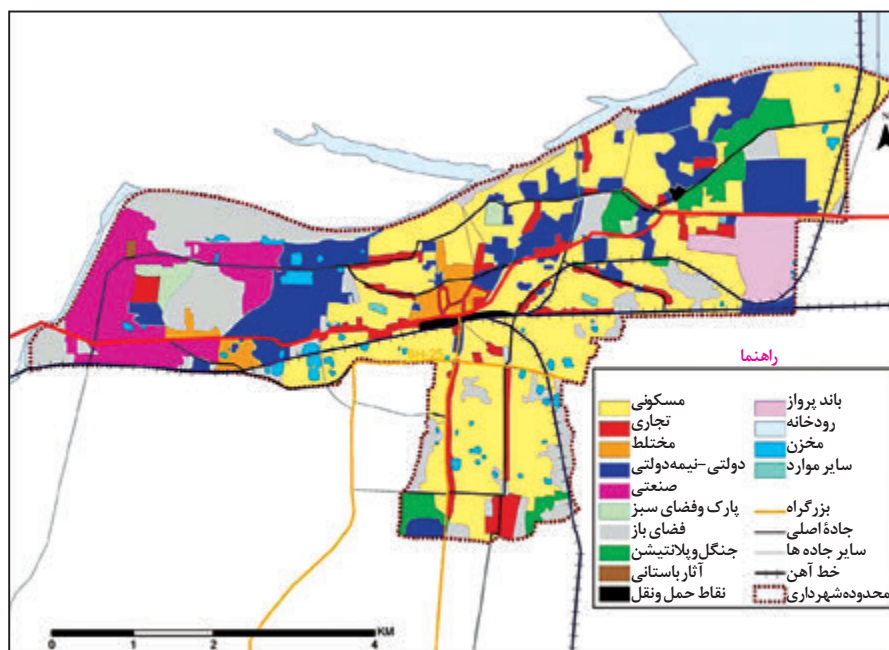 راهنما
مسکونی
تجاری
مختلط
دولتی-نیمه‌دولتی
صنعتی
پارک وفضای سبز
فضای باز
جنگل‌وپلانتیشن
آثارباستانی
نقاط حمل ونقل
باند پرواز
رودخانه
مخزن
سایر موارد
بزرگراه
جادهٔ اصلی
سایر جاده ها
خط آهن
محدوده‌شهرداری
0 1 2 4
KM